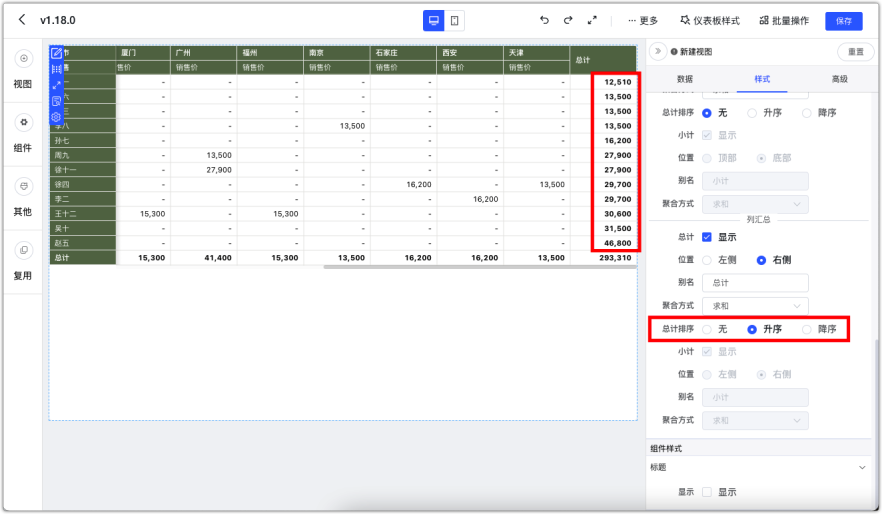 v1.18.0
更多 仪表板样式 批量操作 保存
视图
组件
其他
复用
市 厦门 广州 福州 南京 石家庄 西安 天津 总计
售 售价 销售价 销售价 销售价 销售价 销售价 销售价
一 - - - - - - - 12,510
六 - - - - - - - 13,500
三 - - - - - - - 13,500
李八 - - - 13,500 - - - 13,500
孙七 - - - - - - - 16,200
周九 - 13,500 - - - - - 27,900
徐十一 - 27,900 - - - - - 27,900
徐四 - - - - 16,200 - 13,500 29,700
李二 - - - - - 16,200 - 29,700
王十二 15,300 - 15,300 - - - - 30,600
吴十 - - - - - - - 31,500
赵五 - - - - - - - 46,800
总计 15,300 41,400 15,300 13,500 16,200 16,200 13,500 293,310
新建视图 重置
数据 样式 高级
总计排序 无 升序 降序
小计 显示
位置 顶部 底部
别名 小计
聚合方式 求和
列汇总
总计 显示
位置 左侧 右侧
别名 总计
聚合方式 求和
总计排序 无 升序 降序
小计 显示
位置 左侧 右侧
别名 小计
聚合方式 求和
组件样式
标题
显示 显示